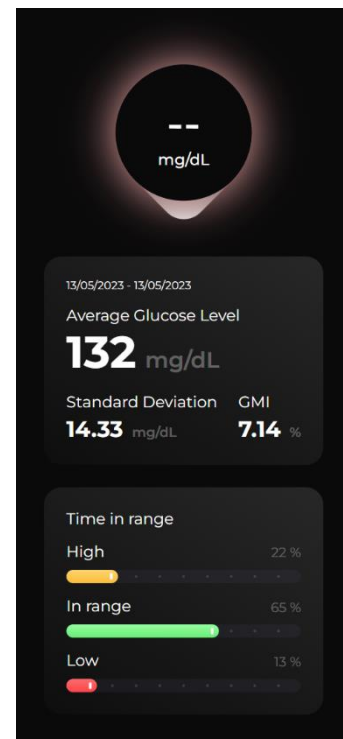 --
mg/dL
13/05/2023 - 13/05/2023
Average Glucose Level
132 mg/dL
Standard Deviation GMI
14.33 mg/dL 7.14 %
Time in range
High 22 %
In range 65 %
Low 13 %